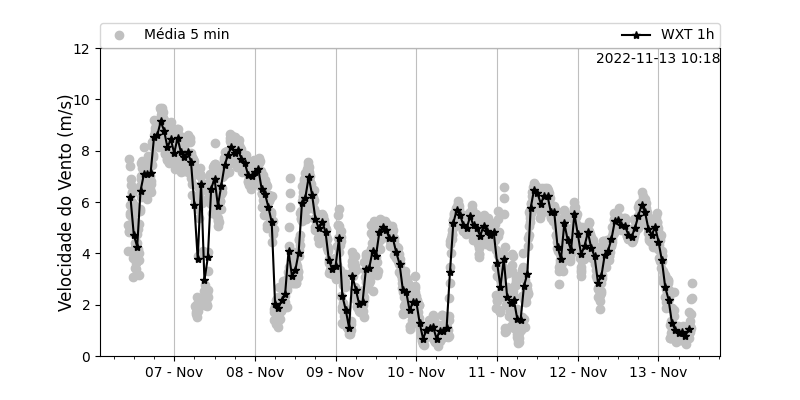 Média 5 min
WXT 1h
2022-11-13 10:18
Velocidade do Vento (m/s)
12
10
8
6
4
2
0
07 - Nov
08 - Nov
09 - Nov
10 - Nov
11 - Nov
12 - Nov
13 - Nov